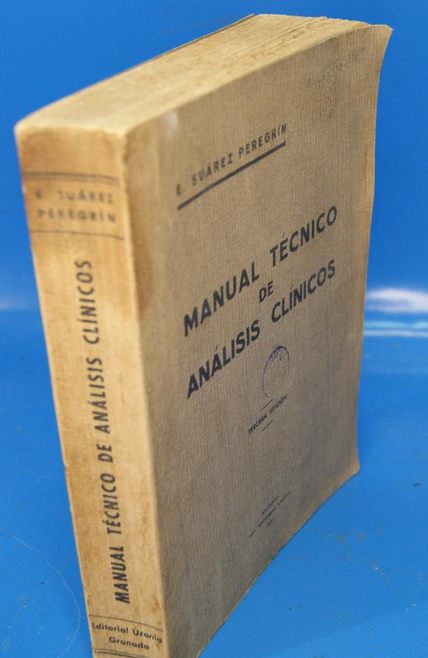 E. SUÁREZ
PEREGRÍN
MANUAL TÉCNICO DE ANÁLISIS CLÍNICOS
Editorial Urania
Granada
E. SUÁREZ PEREGRÍN
MANUAL TÉCNICO
DE
ANÁLISIS CLÍNICOS
TERCERA EDICIÓN